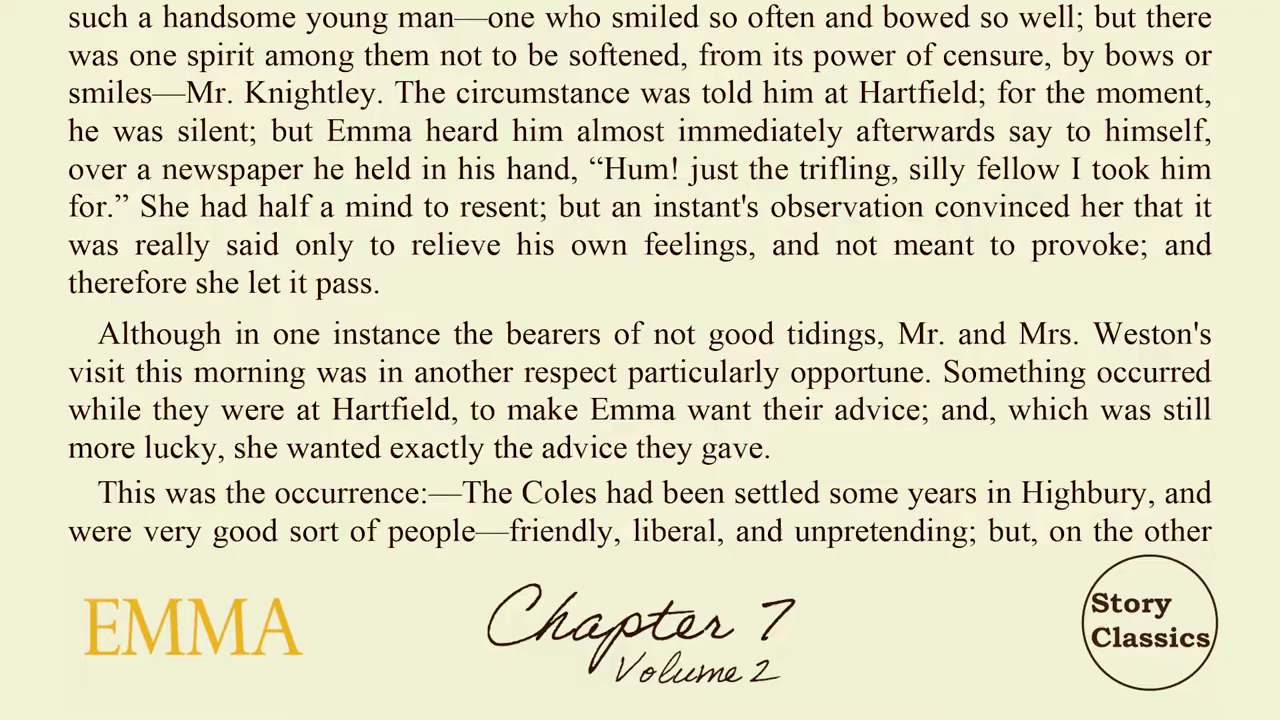 such a handsome young man—one who smiled so often and bowed so well; but there
was one spirit among them not to be softened, from its power of censure, by bows or
smiles—Mr. Knightley. The circumstance was told him at Hartfield; for the moment,
he was silent; but Emma heard him almost immediately afterwards say to himself,
over a newspaper he held in his hand, “Hum! just the trifling, silly fellow I took him
for.” She had half a mind to resent; but an instant's observation convinced her that it
was really said only to relieve his own feelings, and not meant to provoke; and
therefore she let it pass.
Although in one instance the bearers of not good tidings, Mr. and Mrs. Weston's
visit this morning was in another respect particularly opportune. Something occurred
while they were at Hartfield, to make Emma want their advice; and, which was still
more lucky, she wanted exactly the advice they gave.
This was the occurrence:—The Coles had been settled some years in Highbury, and
were very good sort of people—friendly, liberal, and unpretending; but, on the other
EMMA
Chapter 7
Volume 2
Story
Classics